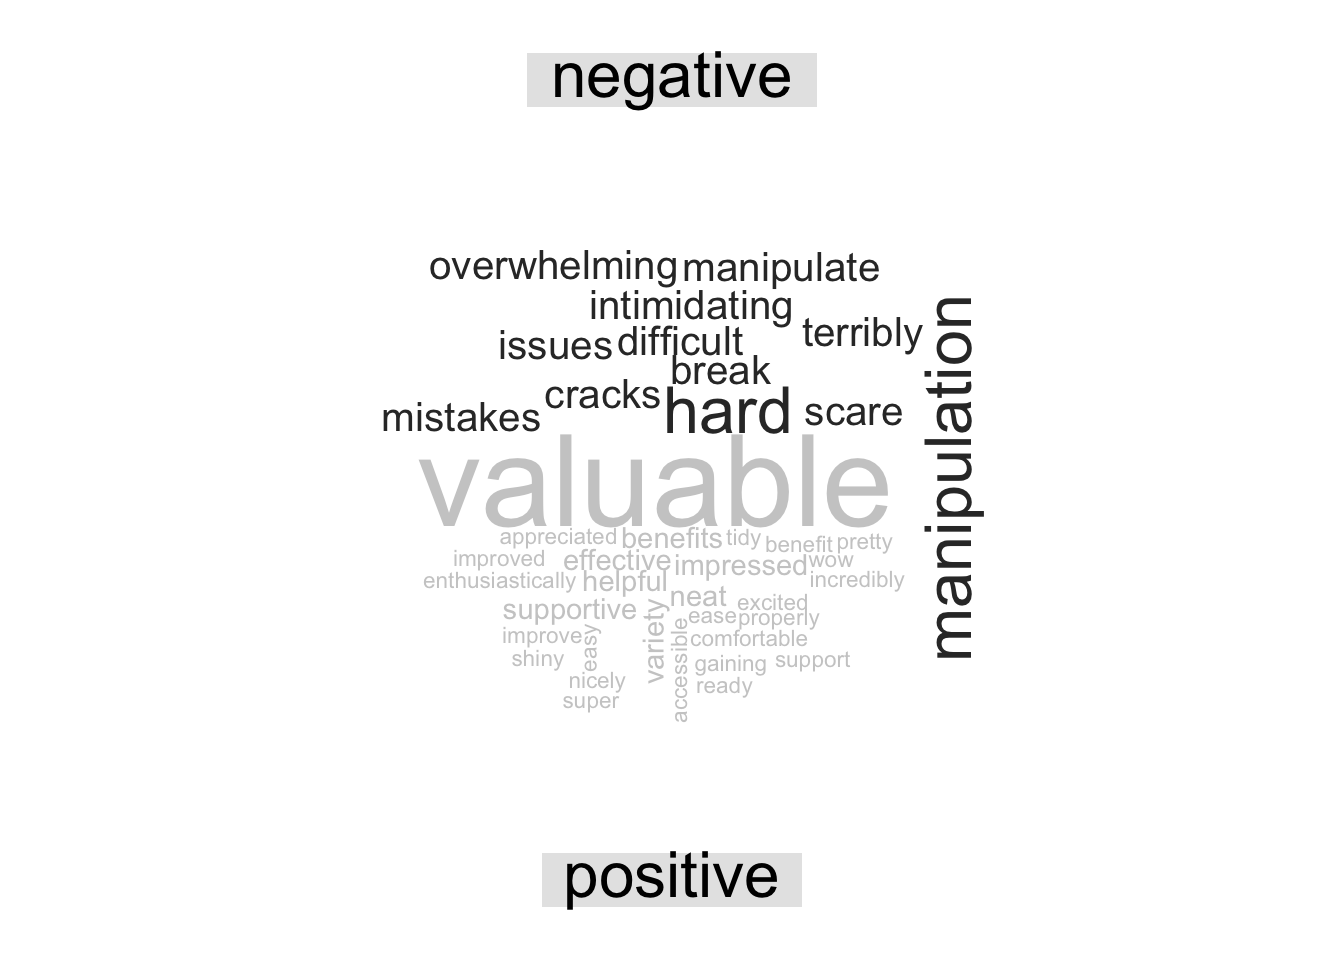 negative
overwhelming manipulate
intimidating
issues difficult terribly
break
cracks
mistakes hard scare
manipulation
valuable
appreciated benefits tidy benefit pretty
improved effective impressed wow
enthusiastically helpful incredibly
supportive neat excited
ease properly
improve easy variety accessible comfortable
shiny gaining support
nicely ready
super
positive